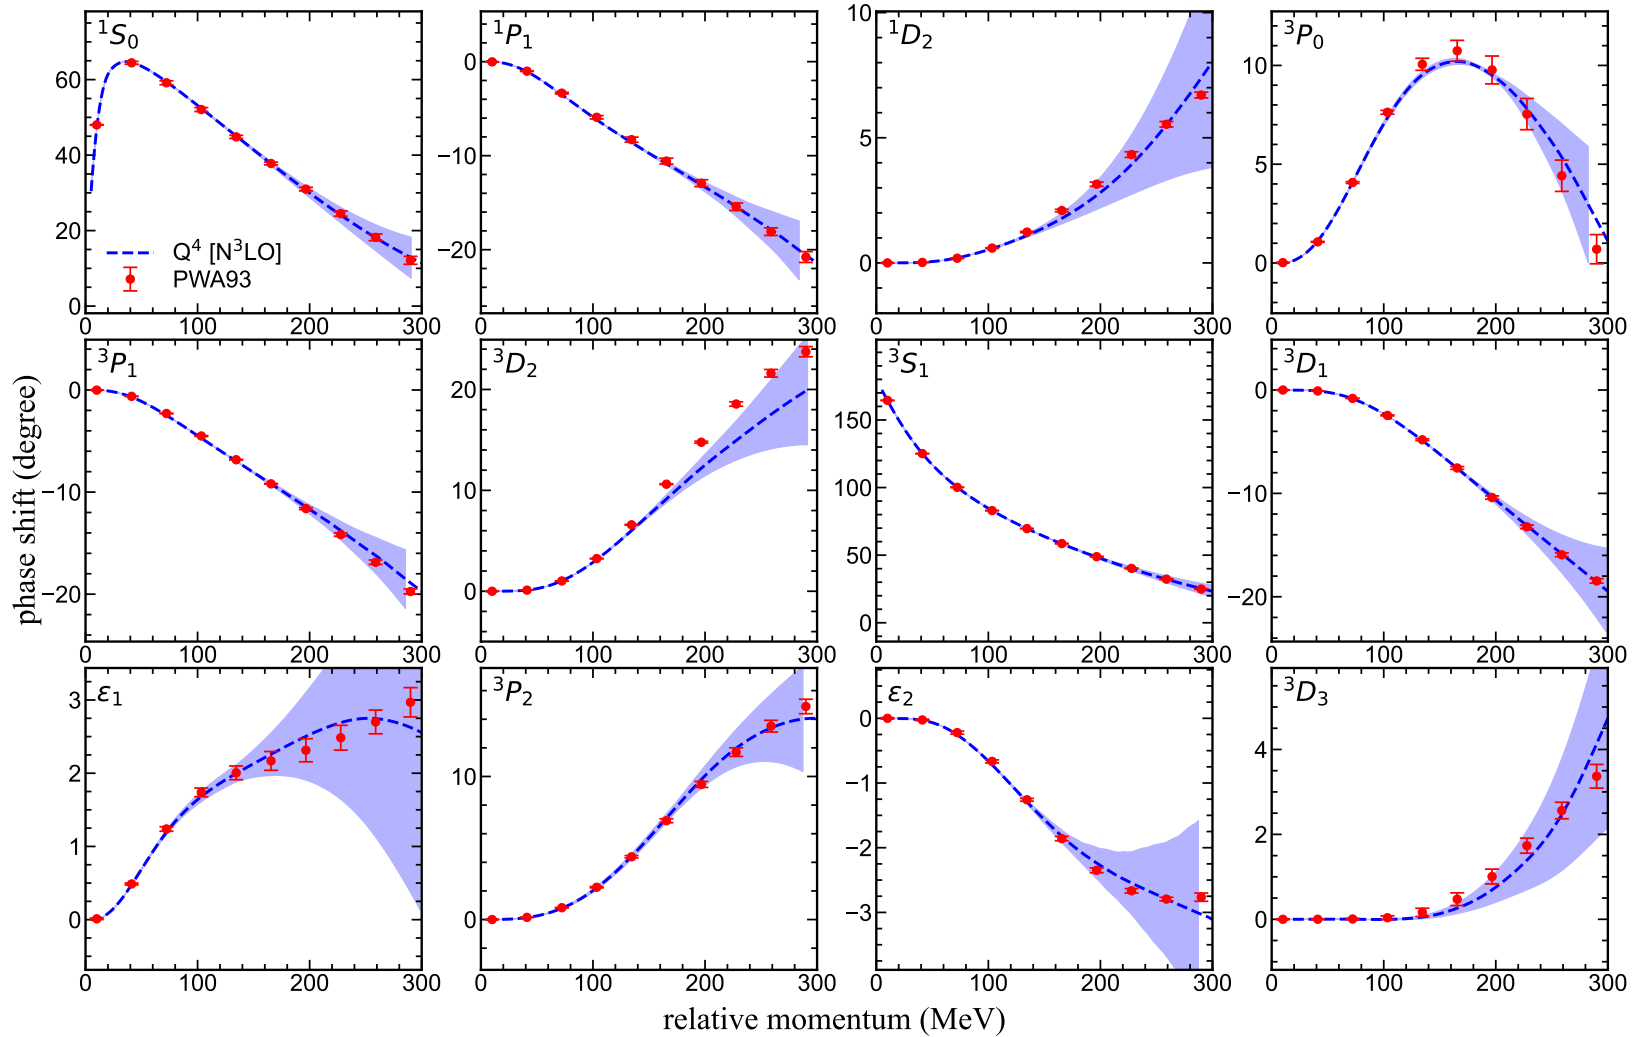 ¹S₀
60
40
20
0
Q⁴ [N³LO]
PWA93
0 100 200 300
¹P₁
0
−10
−20
0 100 200 300
¹D₂
10
5
0
0 100 200 300
³P₀
10
5
0
0 100 200 300
³P₁
0
−10
−20
0 100 200 300
³D₂
20
10
0
0 100 200 300
³S₁
150
100
50
0
0 100 200 300
³D₁
0
−10
−20
0 100 200 300
ε₁
3
2
1
0
0 100 200 300
³P₂
10
0
0 100 200 300
ε₂
0
−1
−2
−3
0 100 200 300
³D₃
4
2
0
0 100 200 300
phase shift (degree)
relative momentum (MeV)